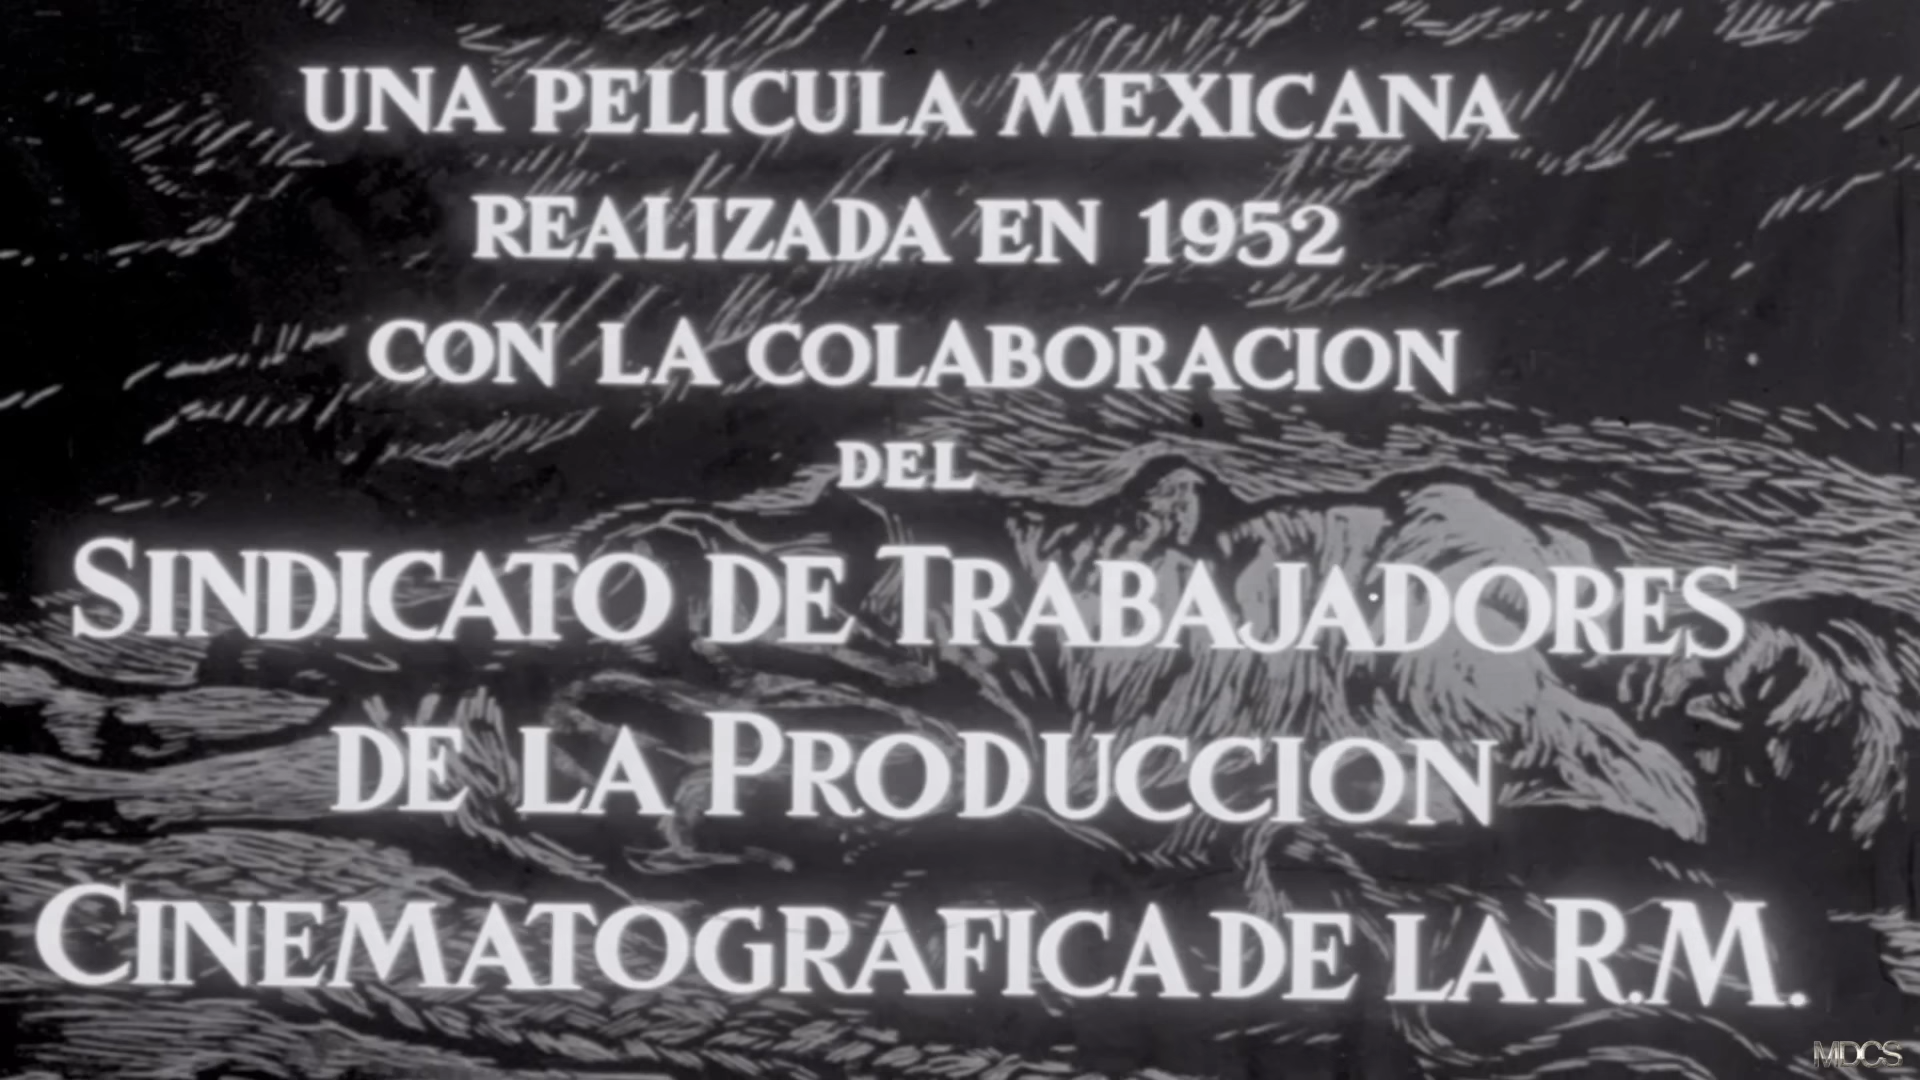 UNA PELICULA MEXICANA
REALIZADA EN 1952
CON LA COLABORACION
DEL
SINDICATO DE TRABAJADORES
DE LA PRODUCCION
CINEMATOGRAFICA DE LA R.M.
MDCS